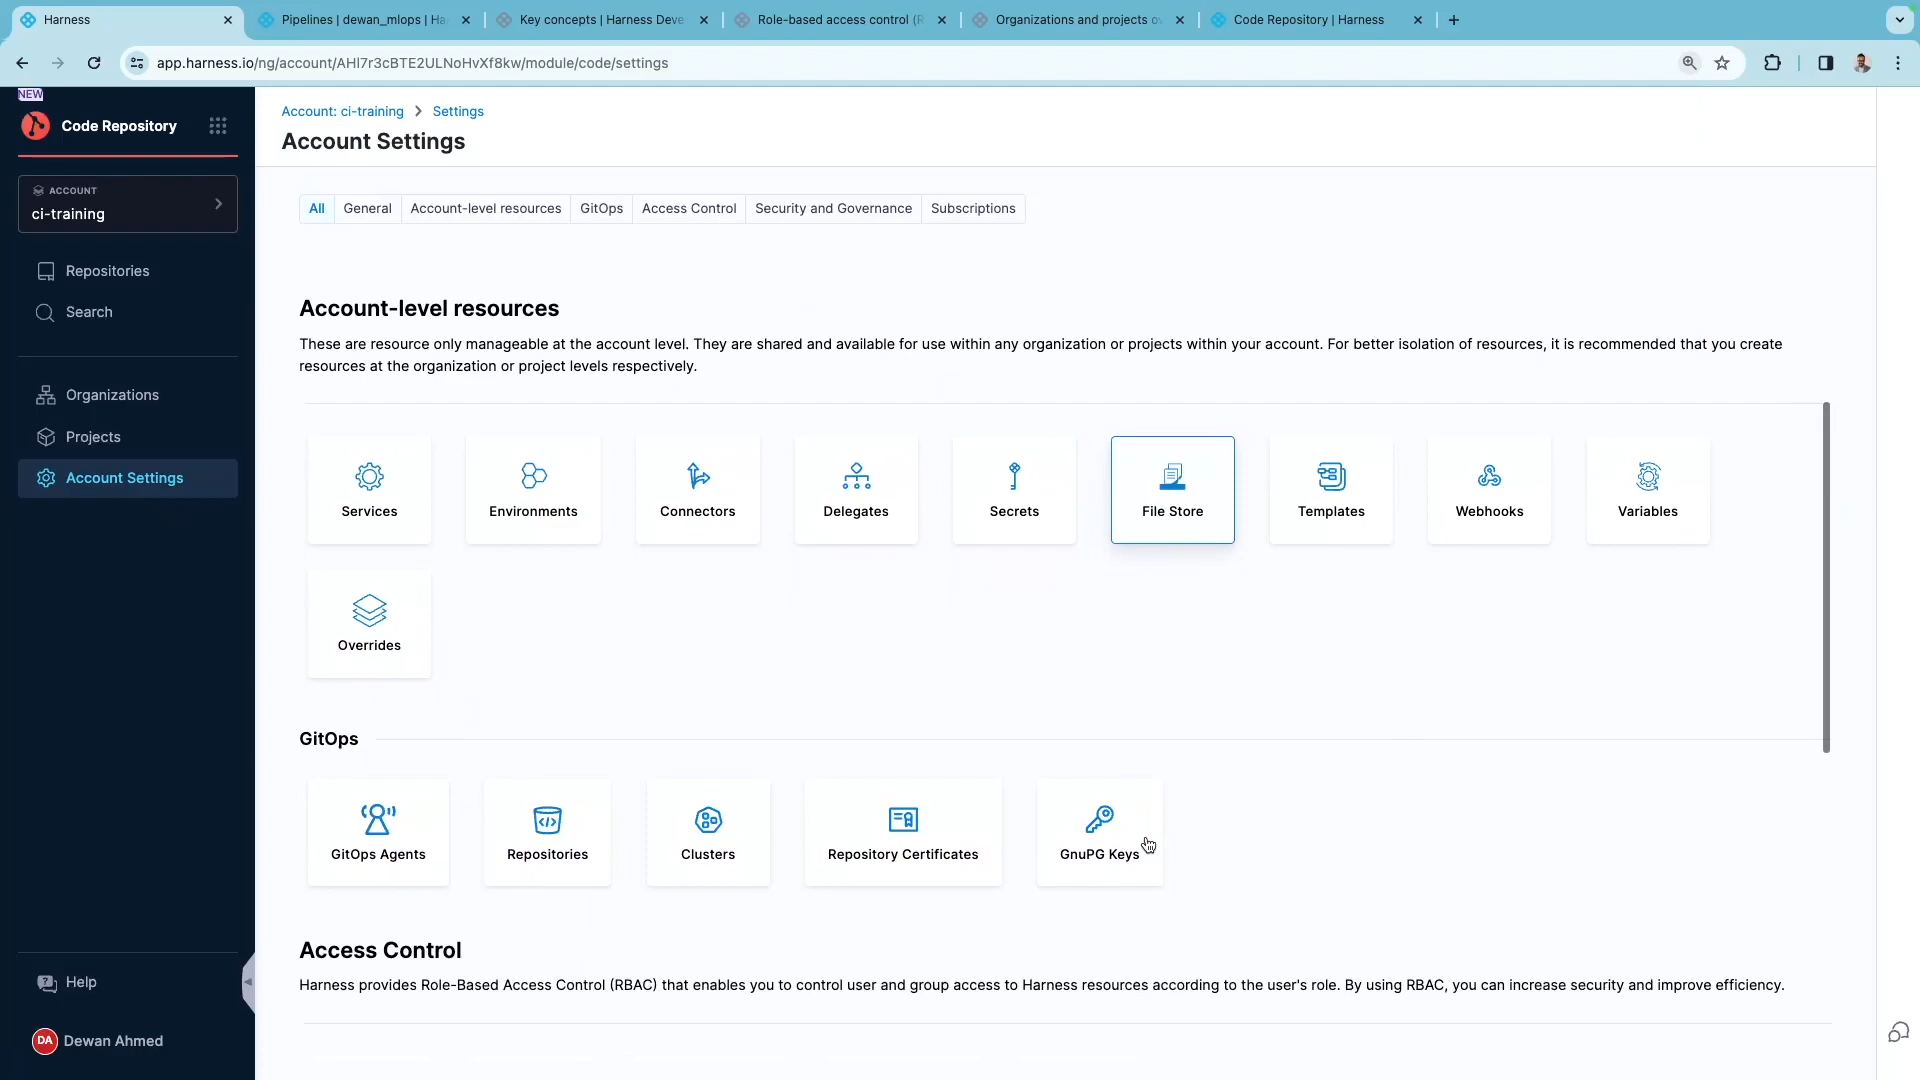 Harness
Pipelines | dewan_mlops | Ha
Key concepts | Harness Deve
Role-based access control (R
Organizations and projects o
Code Repository | Harness
app.harness.io/ng/account/AHI7r3cBTE2ULNoHvXf8kw/module/code/settings
NEW
Code Repository
ACCOUNT
ci-training
Repositories
Search
Organizations
Projects
Account Settings
Help
DA
Dewan Ahmed
Account: ci-training
Settings
Account Settings
All
General
Account-level resources
GitOps
Access Control
Security and Governance
Subscriptions
Account-level resources
These are resource only manageable at the account level. They are shared and available for use within any organization or projects within your account. For better isolation of resources, it is recommended that you create
resources at the organization or project levels respectively.
Services
Environments
Connectors
Delegates
Secrets
File Store
Templates
Webhooks
Variables
Overrides
GitOps
GitOps Agents
Repositories
Clusters
Repository Certificates
GnuPG Keys
Access Control
Harness provides Role-Based Access Control (RBAC) that enables you to control user and group access to Harness resources according to the user's role. By using RBAC, you can increase security and improve efficiency.